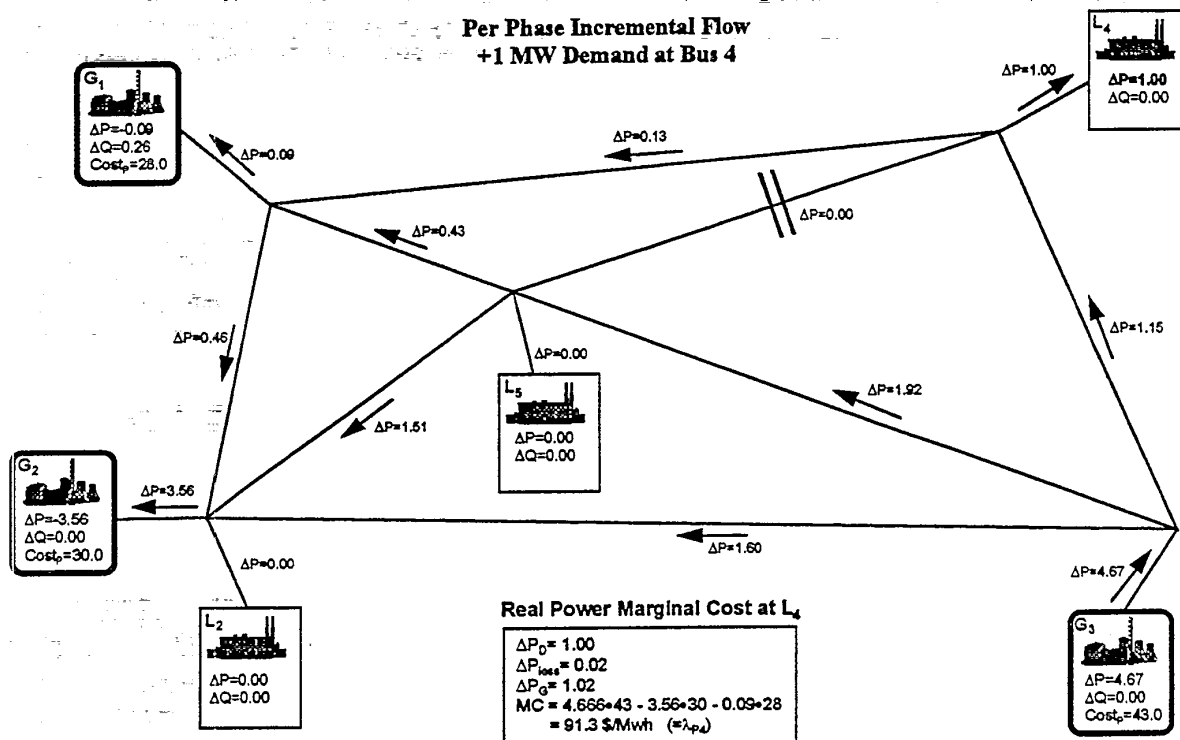 Per Phase Incremental Flow
+1 MW Demand at Bus 4
G1
ΔP=-0.09
ΔQ=0.26
CostP=28.0
ΔP=0.09
ΔP=0.13
ΔP=1.00
L4
ΔP=1.00
ΔQ=0.00
ΔP=0.00
ΔP=0.43
ΔP=0.46
ΔP=1.15
ΔP=0.00
ΔP=1.92
L5
ΔP=0.00
ΔQ=0.00
ΔP=1.51
G2
ΔP=-3.56
ΔQ=0.00
CostP=30.0
ΔP=3.56
ΔP=1.60
ΔP=0.00
ΔP=4.67
L2
ΔP=0.00
ΔQ=0.00
Real Power Marginal Cost at L4
ΔPD= 1.00
ΔPloss= 0.02
ΔPG= 1.02
MC = 4.666•43 - 3.56•30 - 0.09•28
= 91.3 $/Mwh (=λP4)
G3
ΔP=4.67
ΔQ=0.00
CostP=43.0